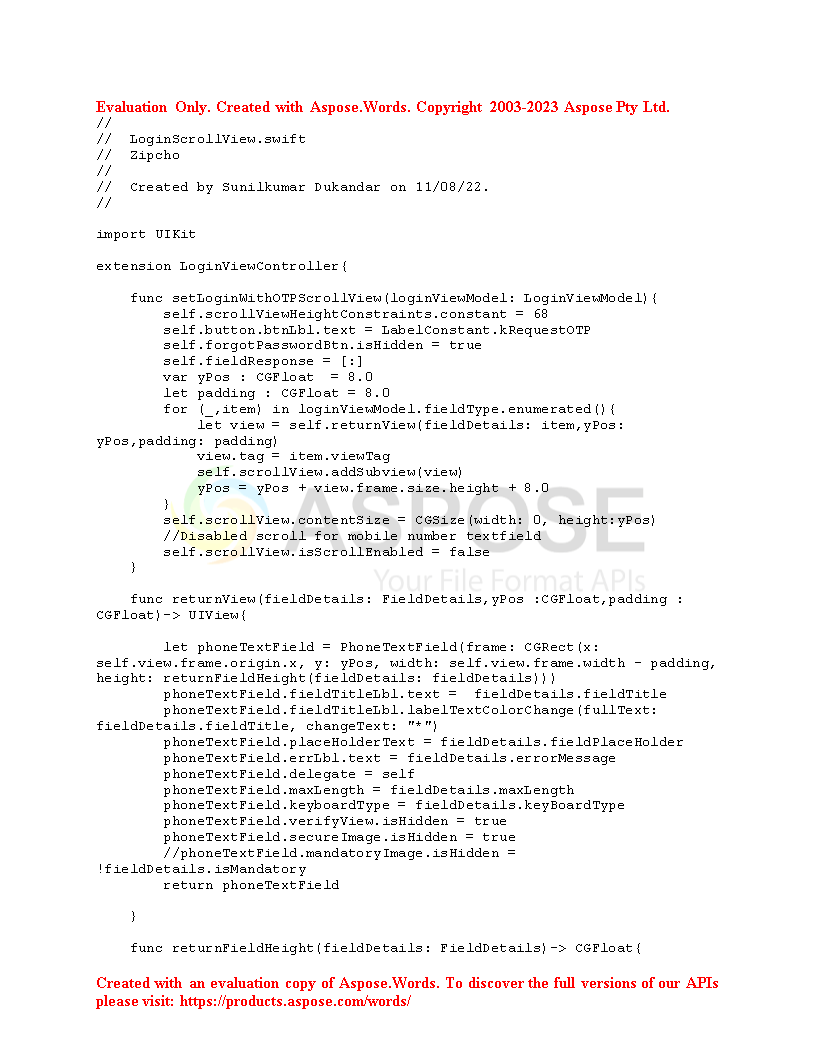 Evaluation Only. Created with Aspose.Words. Copyright 2003-2023 Aspose Pty Ltd.
//
//  LoginScrollView.swift
//  Zipcho
//
//  Created by Sunilkumar Dukandar on 11/08/22.
//
import UIKit
extension LoginViewController{
    func setLoginWithOTPScrollView(loginViewModel: LoginViewModel){
        self.scrollViewHeightConstraints.constant = 68
        self.button.btnLbl.text = LabelConstant.kRequestOTP
        self.forgotPasswordBtn.isHidden = true
        self.fieldResponse = [:]
        var yPos : CGFloat  = 8.0
        let padding : CGFloat = 8.0
        for (_,item) in loginViewModel.fieldType.enumerated(){
            let view = self.returnView(fieldDetails: item,yPos:
yPos,padding: padding)
            view.tag = item.viewTag
            self.scrollView.addSubview(view)
            yPos = yPos + view.frame.size.height + 8.0
        }
        self.scrollView.contentSize = CGSize(width: 0, height:yPos)
        //Disabled scroll for mobile number textfield
        self.scrollView.isScrollEnabled = false
    }
ASPOSE
Your File Format APIs
    func returnView(fieldDetails: FieldDetails,yPos :CGFloat,padding :
CGFloat)-> UIView{
        let phoneTextField = PhoneTextField(frame: CGRect(x:
self.view.frame.origin.x, y: yPos, width: self.view.frame.width - padding,
height: returnFieldHeight(fieldDetails: fieldDetails)))
        phoneTextField.fieldTitleLbl.text =  fieldDetails.fieldTitle
        phoneTextField.fieldTitleLbl.labelTextColorChange(fullText:
fieldDetails.fieldTitle, changeText: "*")
        phoneTextField.placeHolderText = fieldDetails.fieldPlaceHolder
        phoneTextField.errLbl.text = fieldDetails.errorMessage
        phoneTextField.delegate = self
        phoneTextField.maxLength = fieldDetails.maxLength
        phoneTextField.keyboardType = fieldDetails.keyBoardType
        phoneTextField.verifyView.isHidden = true
        phoneTextField.secureImage.isHidden = true
        //phoneTextField.mandatoryImage.isHidden =
!fieldDetails.isMandatory
        return phoneTextField
    }
    func returnFieldHeight(fieldDetails: FieldDetails)-> CGFloat{
Created with an evaluation copy of Aspose.Words. To discover the full versions of our APIs
please visit: https://products.aspose.com/words/